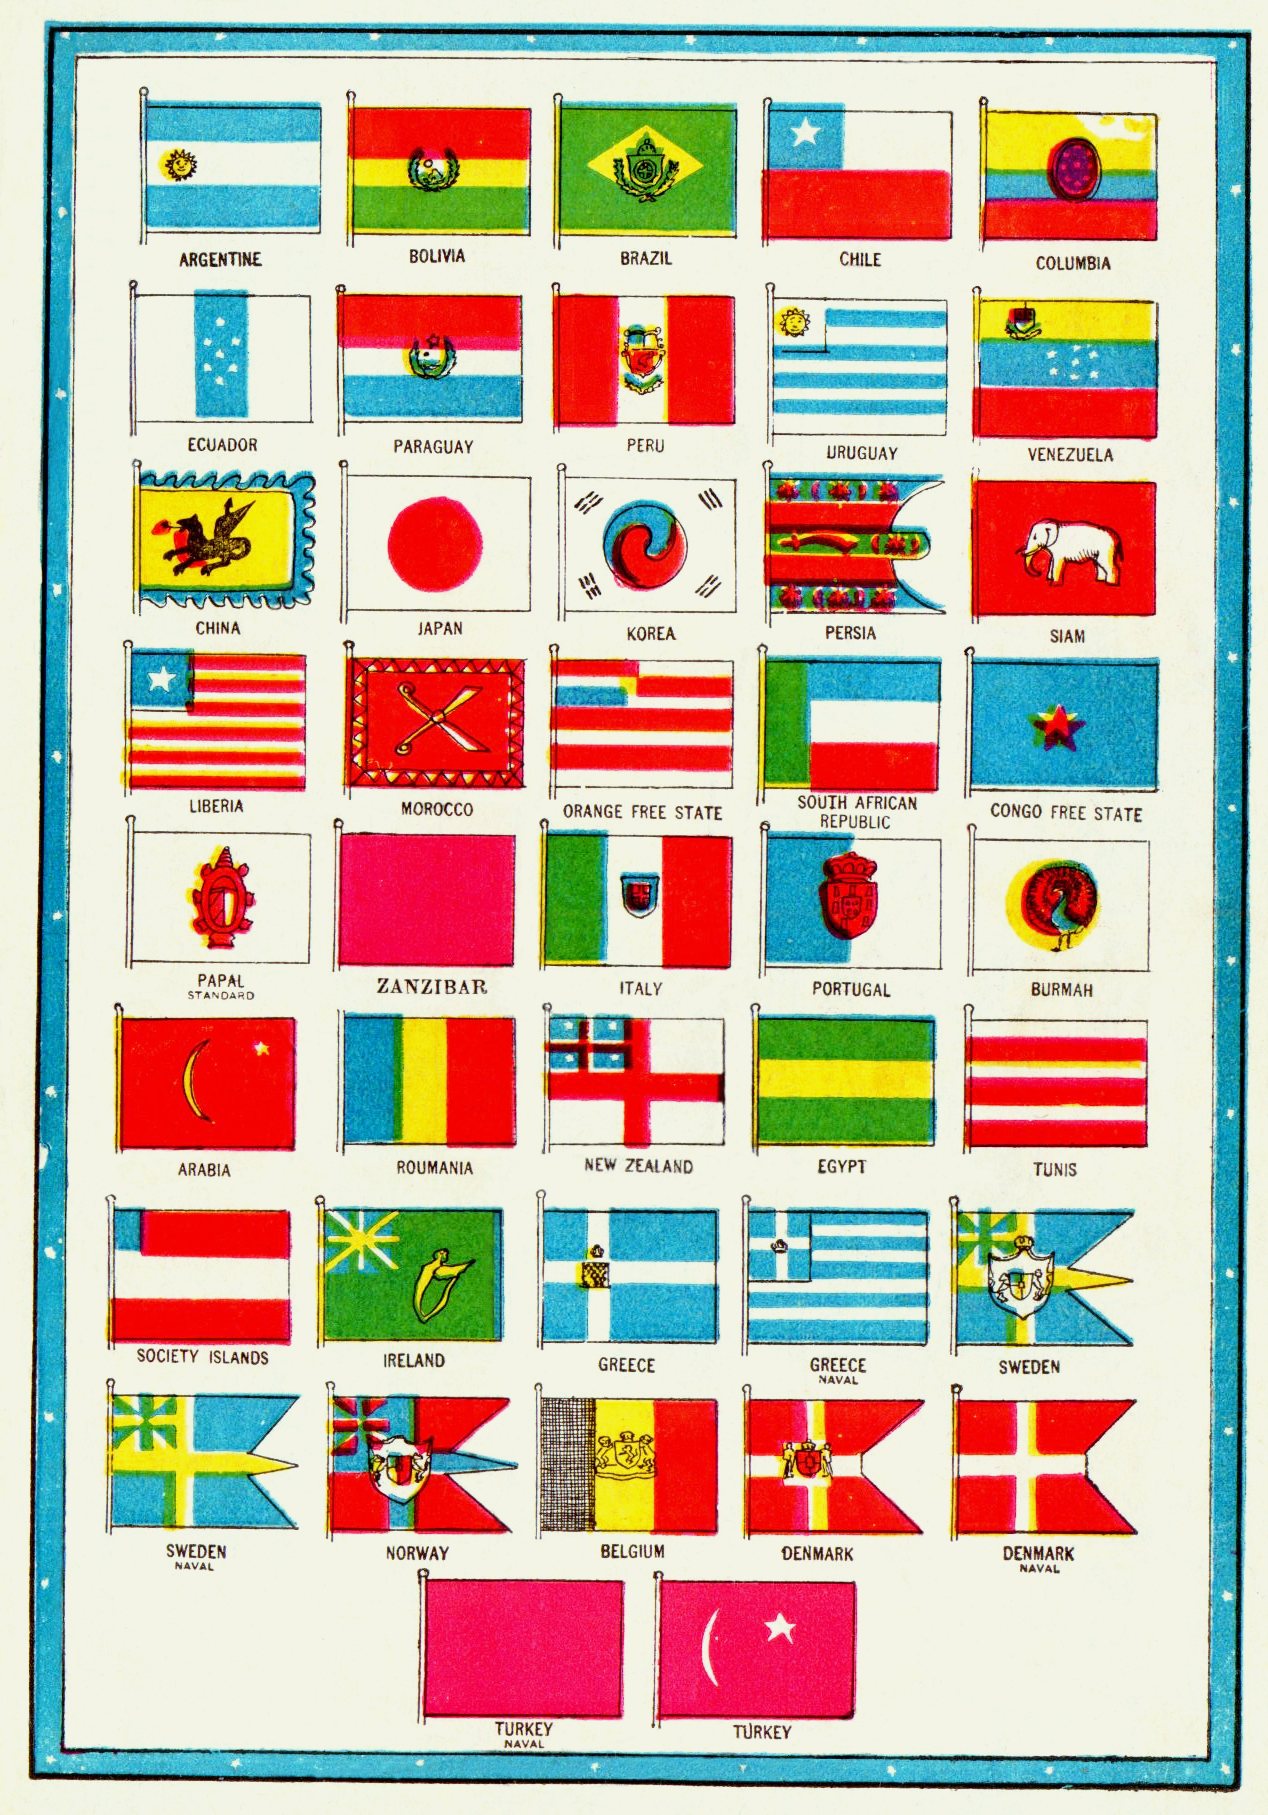 ARGENTINE
BOLIVIA
BRAZIL
CHILE
COLUMBIA
ECUADOR
PARAGUAY
PERU
URUGUAY
VENEZUELA
CHINA
JAPAN
KOREA
PERSIA
SIAM
LIBERIA
MOROCCO
ORANGE FREE STATE
SOUTH AFRICAN
REPUBLIC
CONGO FREE STATE
PAPAL
STANDARD
ZANZIBAR
ITALY
PORTUGAL
BURMAH
ARABIA
ROUMANIA
NEW ZEALAND
EGYPT
TUNIS
SOCIETY ISLANDS
IRELAND
GREECE
GREECE
NAVAL
SWEDEN
SWEDEN
NAVAL
NORWAY
BELGIUM
DENMARK
DENMARK
NAVAL
TURKEY
NAVAL
TURKEY